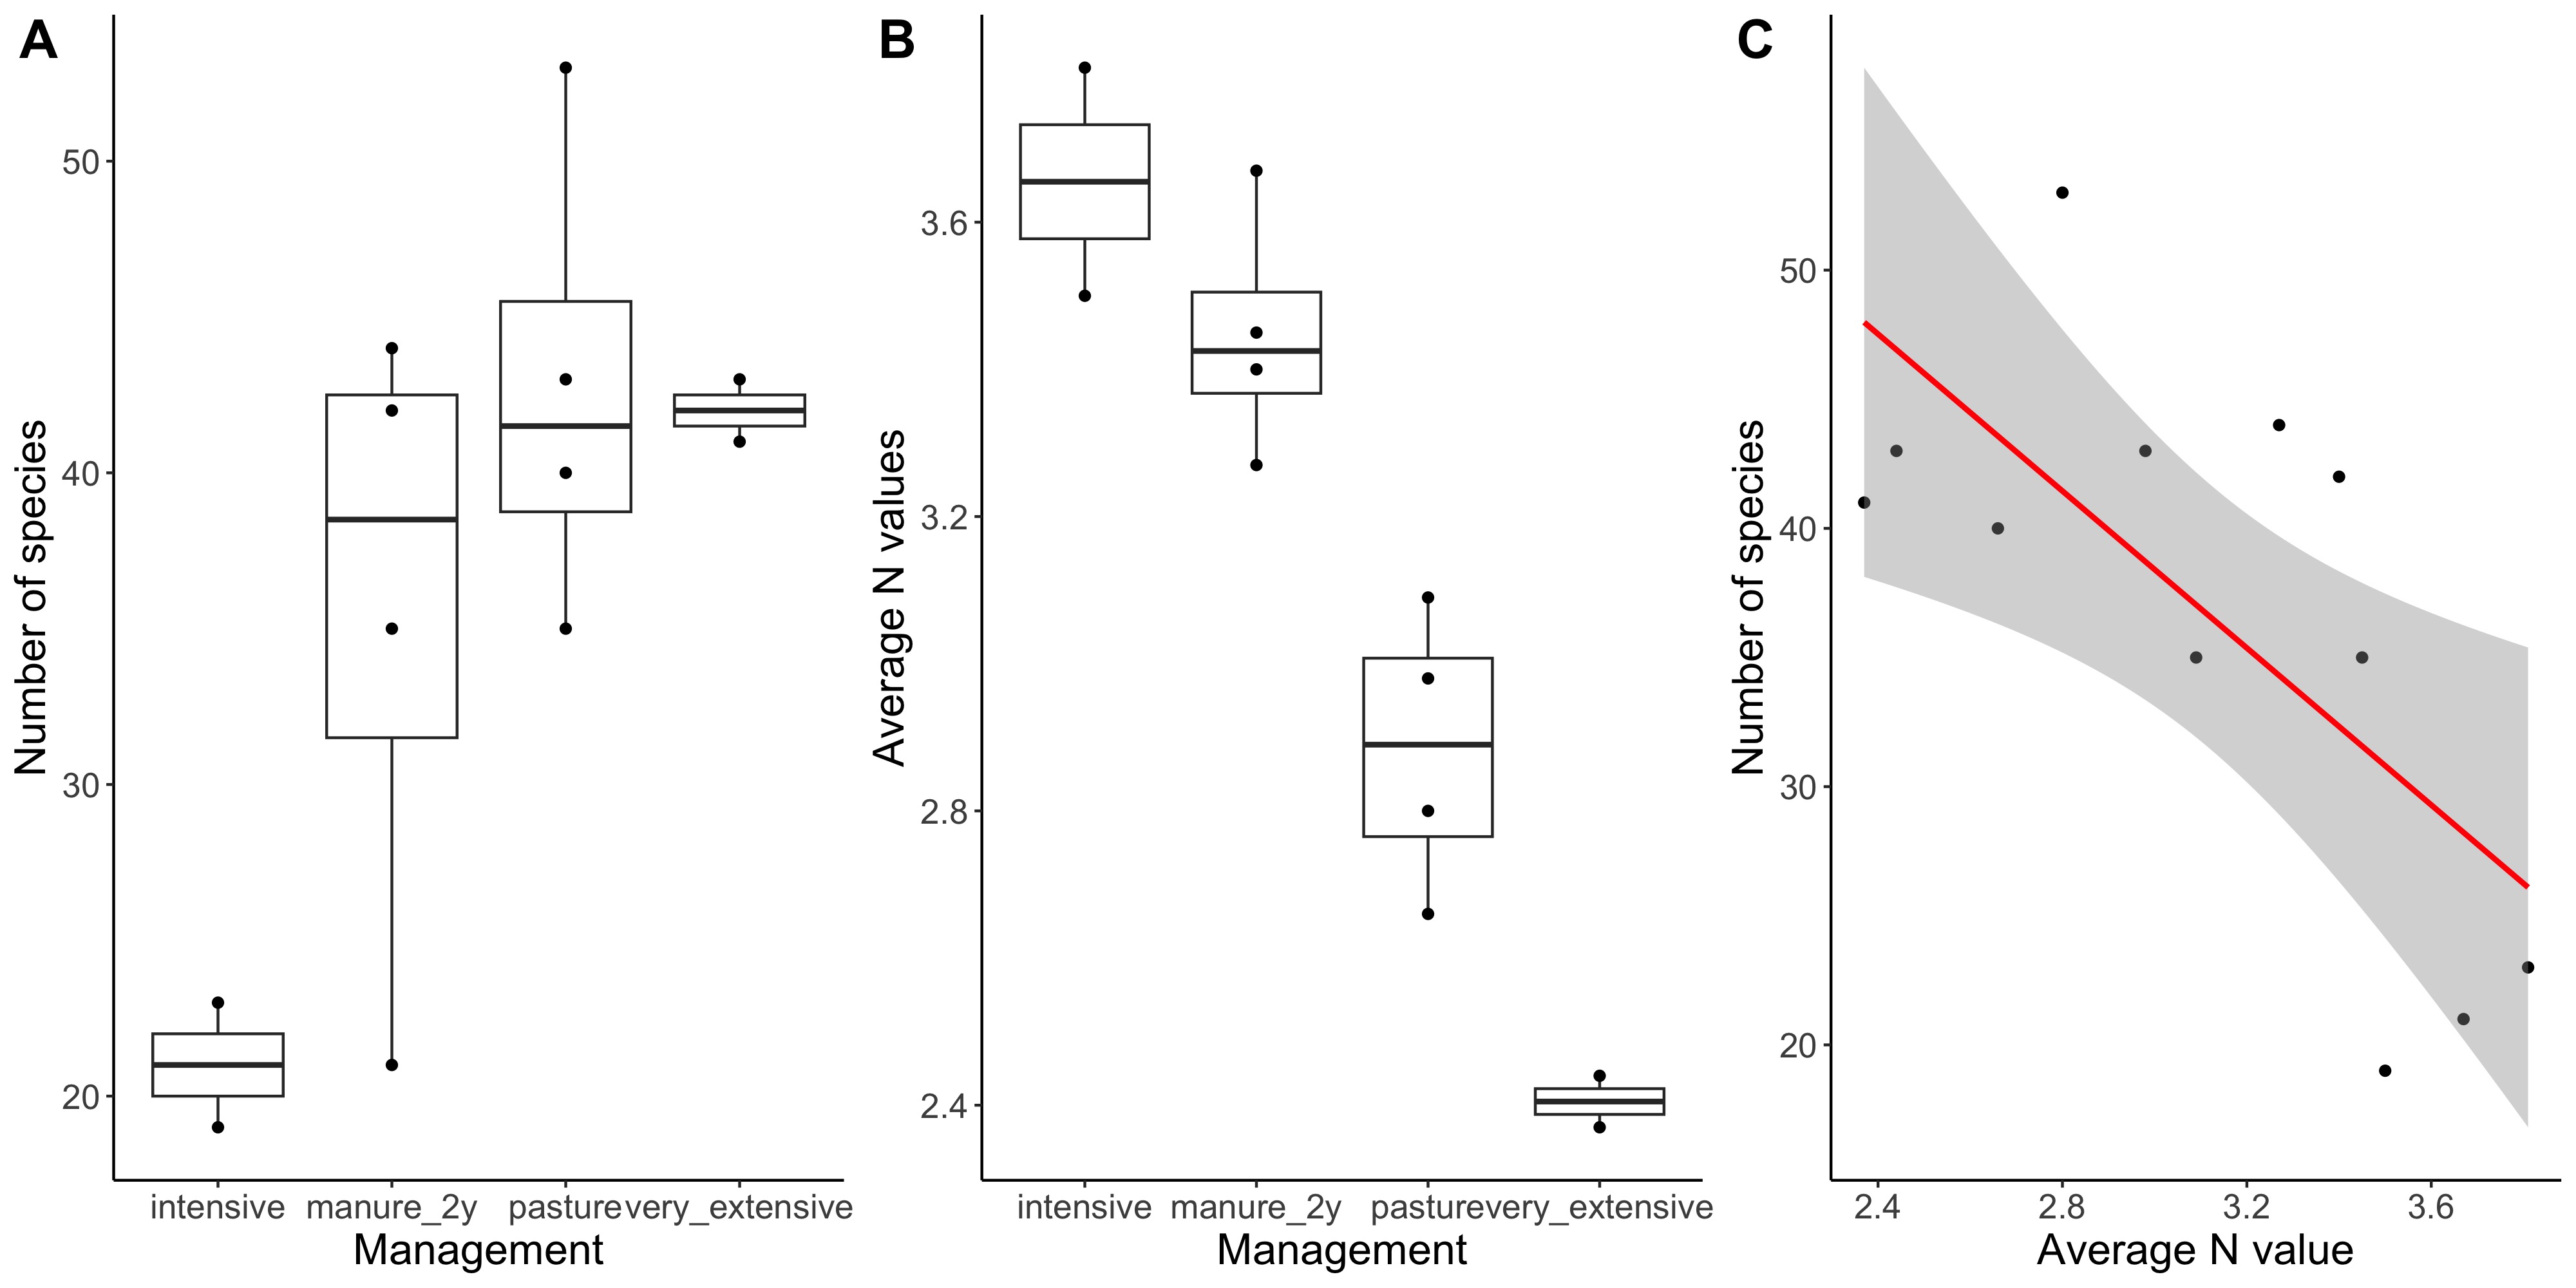 A
Number of species
50
40
30
20
intensive manure_2y pasture very_extensive
Management
B
Average N values
3.6
3.2
2.8
2.4
intensive manure_2y pasture very_extensive
Management
C
Number of species
50
40
30
20
2.4 2.8 3.2 3.6
Average N value